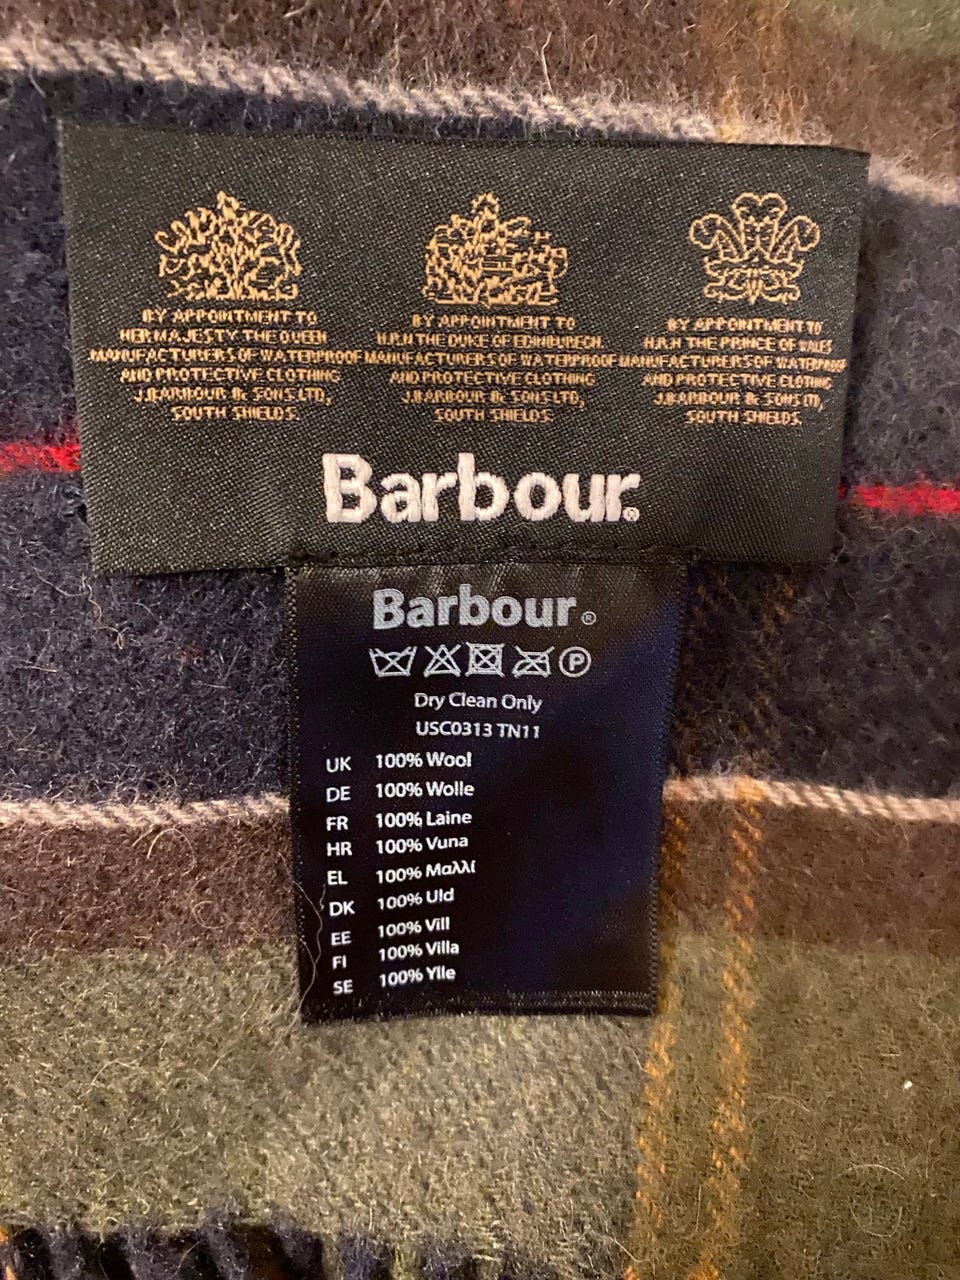 BY APPOINTMENT TO
HER MAJESTY THE QUEEN
MANUFACTURERS OF WATERPROOF
AND PROTECTIVE CLOTHING
J.BARBOUR & SONS LTD,
SOUTH SHIELDS.
BY APPOINTMENT TO
H.R.H THE DUKE OF EDINBURGH.
MANUFACTURERS OF WATERPROOF
AND PROTECTIVE CLOTHING
J.BARBOUR & SONS LTD,
SOUTH SHIELDS.
BY APPOINTMENT TO
H.R.H THE PRINCE OF WALES
MANUFACTURERS OF WATERPROOF
AND PROTECTIVE CLOTHING
J.BARBOUR & SONS LTD,
SOUTH SHIELDS.
Barbour®
Barbour®
P
Dry Clean Only
USC0313 TN11
UK 100% Wool
DE 100% Wolle
FR 100% Laine
HR 100% Vuna
EL 100% Μαλλί
DK 100% Uld
EE 100% Vill
FI 100% Villa
SE 100% Ylle